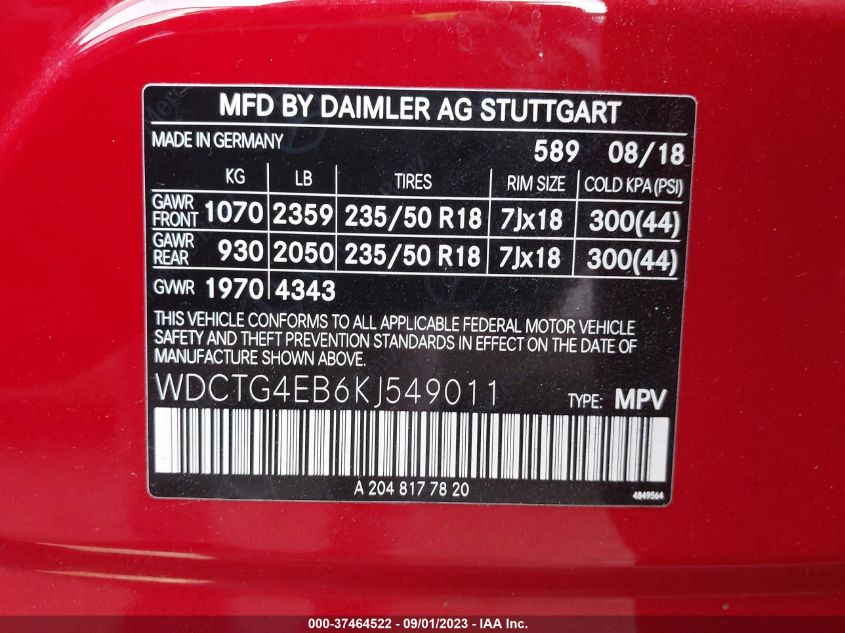 MFD BY DAIMLER AG STUTTGART
MADE IN GERMANY 589 08/18
KG LB TIRES RIM SIZE COLD KPA(PSI)
GAWR FRONT 1070 2359 235/50 R18 7Jx18 300(44)
GAWR REAR 930 2050 235/50 R18 7Jx18 300(44)
GVWR 1970 4343
THIS VEHICLE CONFORMS TO ALL APPLICABLE FEDERAL MOTOR VEHICLE
SAFETY AND THEFT PREVENTION STANDARDS IN EFFECT ON THE DATE OF
MANUFACTURE SHOWN ABOVE.
WDCTG4EB6KJ549011 TYPE: MPV
A 204 817 78 20
4849564
000-37464522 - 09/01/2023 - IAA Inc.